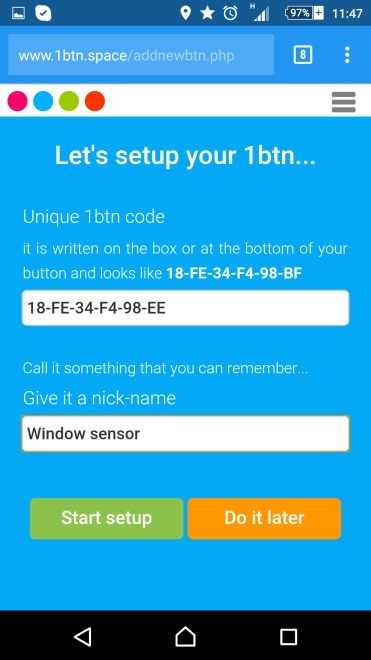 H
97%
11:47
www.1btn.space/addnewbtn.php
8
Let's setup your 1btn...
Unique 1btn code
it is written on the box or at the bottom of your
button and looks like 18-FE-34-F4-98-BF
18-FE-34-F4-98-EE
Call it something that you can remember...
Give it a nick-name
Window sensor
Start setup
Do it later